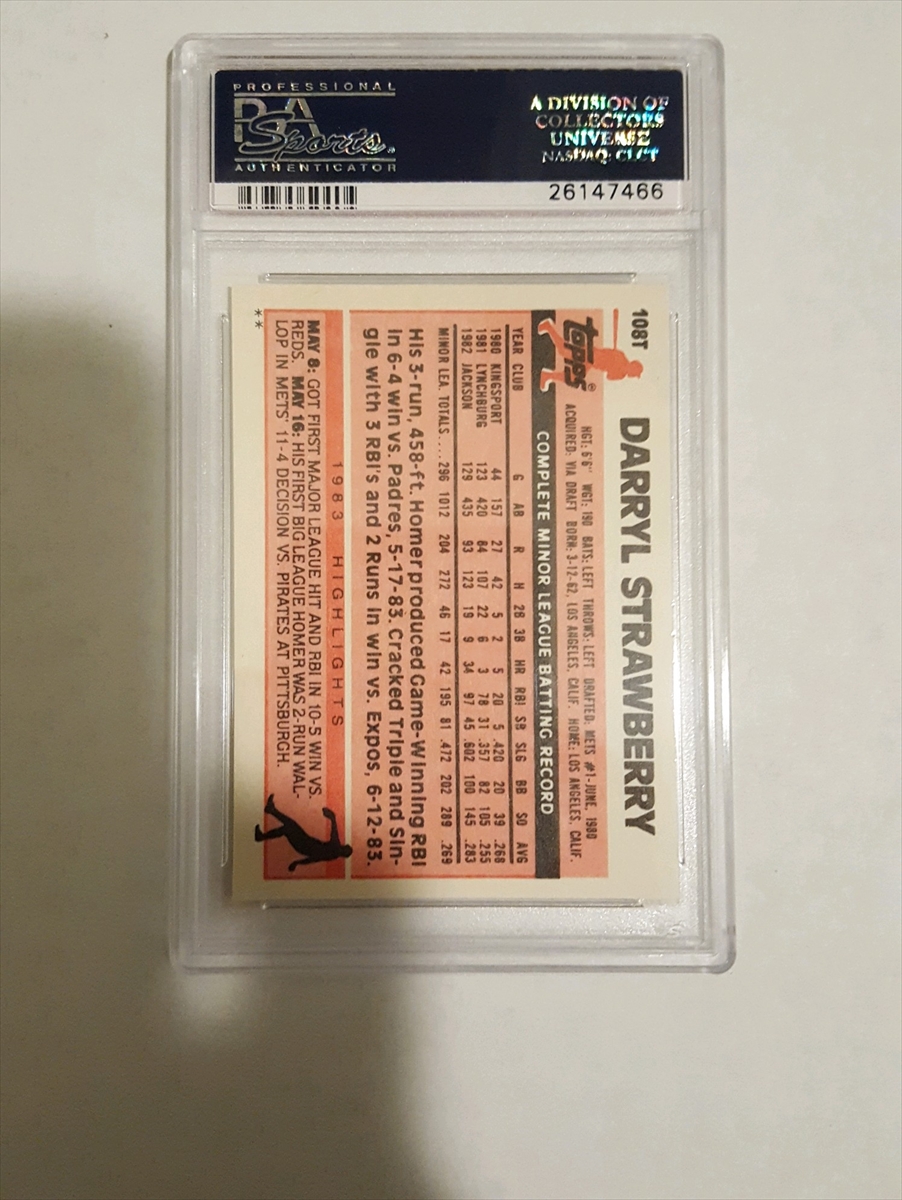 PROFESSIONAL
PSA
Sports
AUTHENTICATOR
A DIVISION OF
COLLECTORS
UNIVERSE
NASDAQ: CLCT
26147466
108T
DARRYL STRAWBERRY
topps®
HGT: 6'6" WGT: 190 BATS: LEFT THROWS: LEFT DRAFTED: METS #1-JUNE, 1980
ACQUIRED: VIA DRAFT BORN: 3-12-62, LOS ANGELES, CALIF. HOME: LOS ANGELES, CALIF.
COMPLETE MINOR LEAGUE BATTING RECORD
YEAR CLUB G AB R H 2B 3B HR RBI SB SLG BB SO AVG
1980 KINGSPORT 44 157 27 42 5 2 5 20 5 .420 20 39 .268
1981 LYNCHBURG 123 420 84 107 22 6 3 78 31 .357 82 105 .255
1982 JACKSON 129 435 93 123 19 9 34 97 45 .602 100 145 .283
MINOR LEA. TOTALS.... 296 1012 204 272 46 17 42 195 81 .472 202 289 .269
His 3-run, 458-ft. Homer produced Game-Winning RBI
in 6-4 win vs. Padres, 5-17-83. Cracked Triple and Sin-
gle with 3 RBI's and 2 Runs in win vs. Expos, 6-12-83.
1983 HIGHLIGHTS
MAY 8: GOT FIRST MAJOR LEAGUE HIT AND RBI IN 10-5 WIN VS.
REDS. MAY 16: HIS FIRST BIG LEAGUE HOMER WAS 2-RUN WAL-
LOP IN METS' 11-4 DECISION VS. PIRATES AT PITTSBURGH.
**